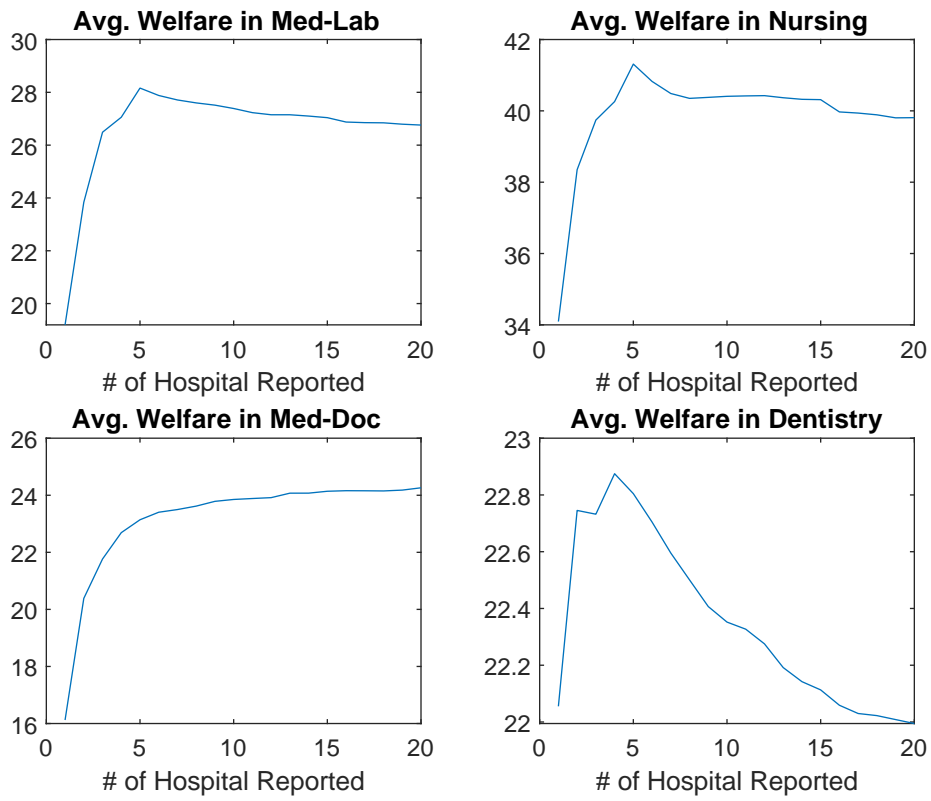 Avg. Welfare in Med-Lab
30
28
26
24
22
20
0 5 10 15 20
# of Hospital Reported
Avg. Welfare in Nursing
42
40
38
36
34
0 5 10 15 20
# of Hospital Reported
Avg. Welfare in Med-Doc
26
24
22
20
18
16
0 5 10 15 20
# of Hospital Reported
Avg. Welfare in Dentistry
23
22.8
22.6
22.4
22.2
22
0 5 10 15 20
# of Hospital Reported